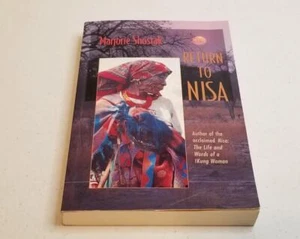 Marjorie Shostak
RETURN
TO
NISA
Author of the
acclaimed Nisa:
The Life and
Words of a
!Kung Woman